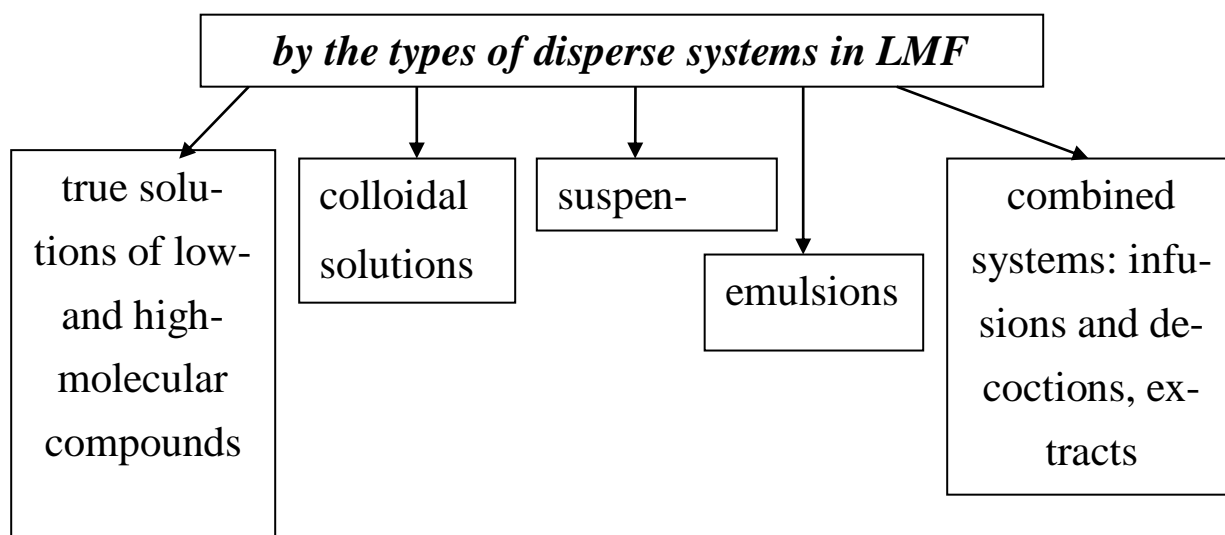 by the types of disperse systems in LMF
true solu-
tions of low-
and high-
molecular
compounds
colloidal
solutions
suspen-
emulsions
combined
systems: infu-
sions and de-
coctions, ex-
tracts